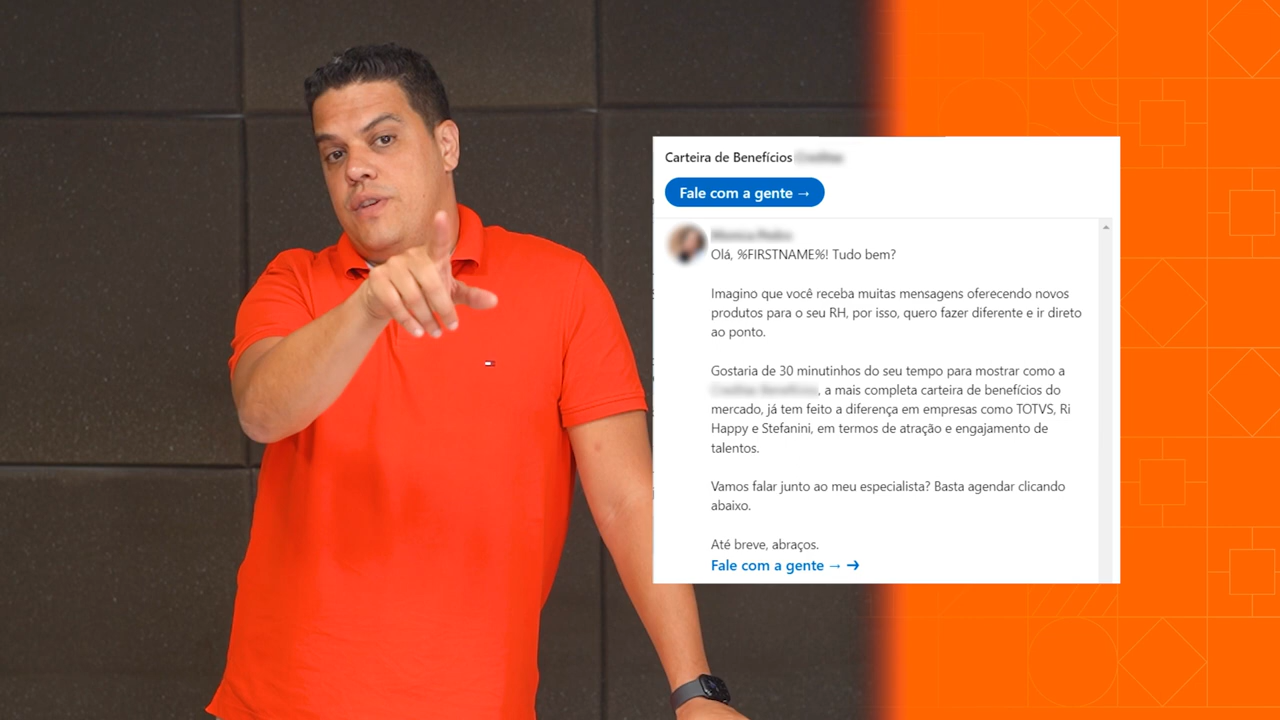 Carteira de Benefícios
Fale com a gente →
Olá, %FIRSTNAME%! Tudo bem?
Imagino que você receba muitas mensagens oferecendo novos
produtos para o seu RH, por isso, quero fazer diferente e ir direto
ao ponto.
Gostaria de 30 minutinhos do seu tempo para mostrar como a
, a mais completa carteira de benefícios do
mercado, já tem feito a diferença em empresas como TOTVS, Ri
Happy e Stefanini, em termos de atração e engajamento de
talentos.
Vamos falar junto ao meu especialista? Basta agendar clicando
abaixo.
Até breve, abraços.
Fale com a gente → →